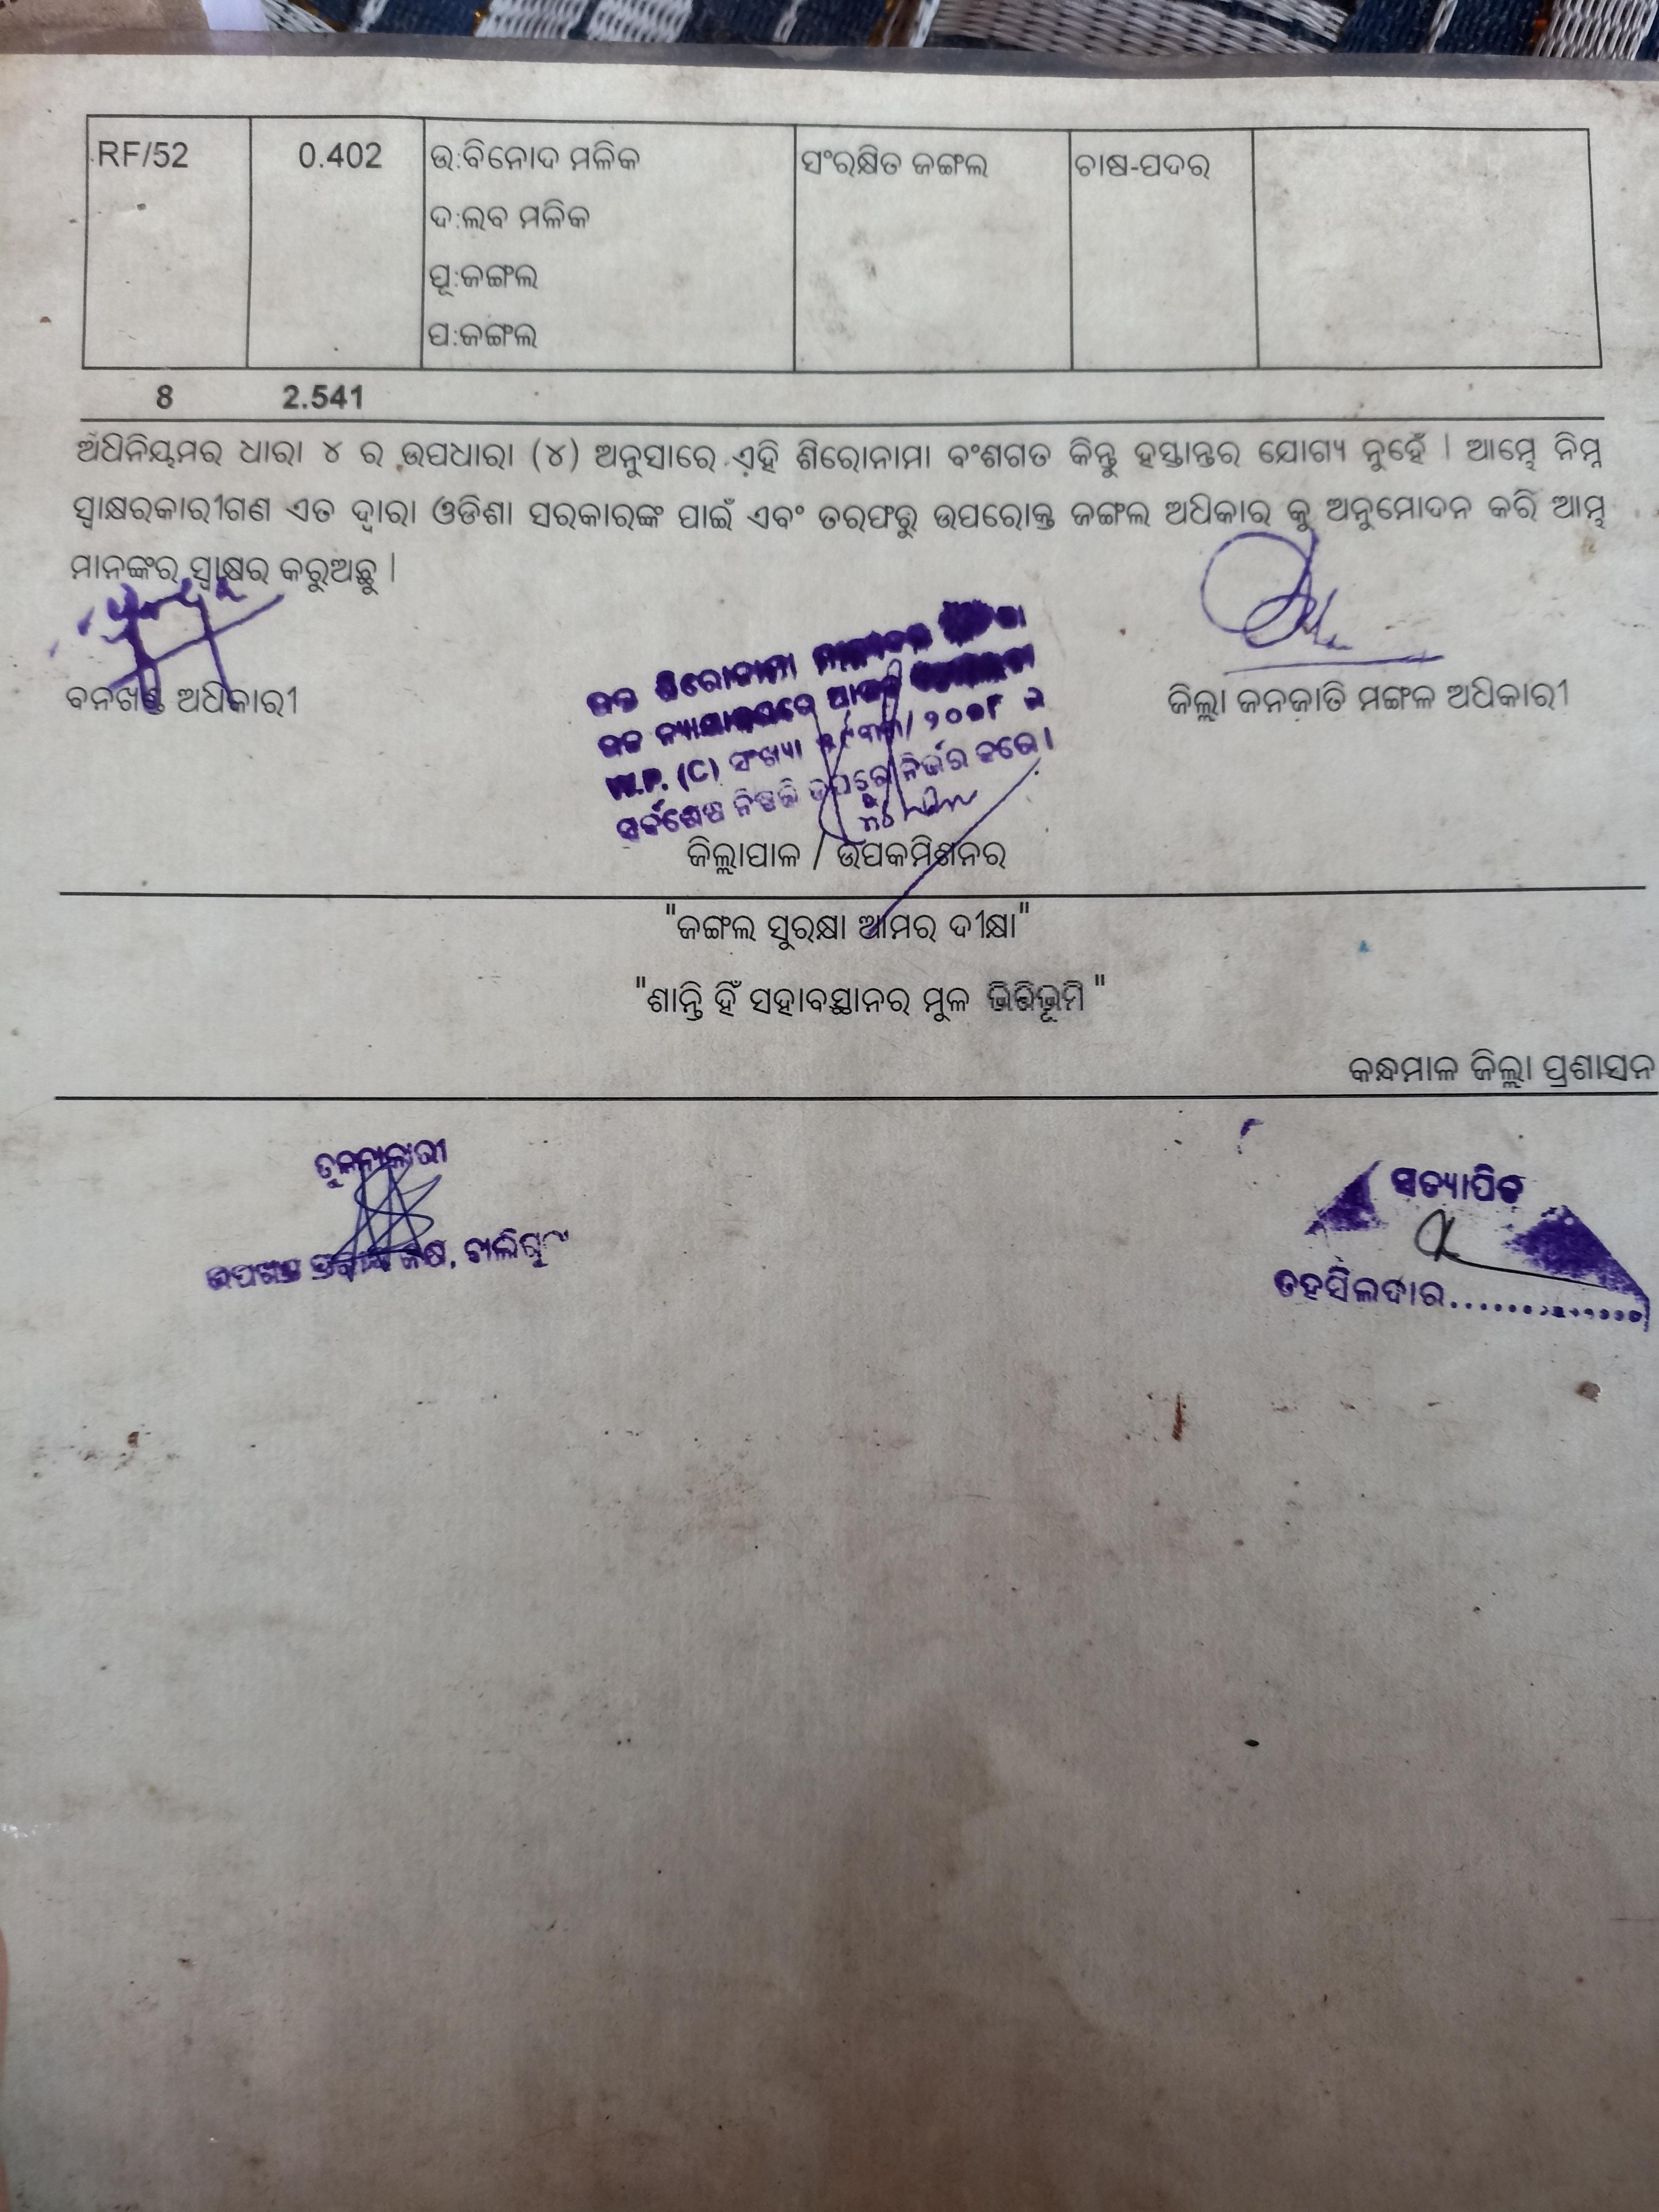 RF/52 0.402 ଉ:ବିନୋଦ ମଳିକ ସଂରକ୍ଷିତ ଜଙ୍ଗଲ ଚାଷ-ପଦର
ଦ:ଲବ ମଳିକ
ପୂ:ଜଙ୍ଗଲ
ପ:ଜଙ୍ଗଲ
8 2.541
ଅଧିନିୟମର ଧାରା ୪ ର ଉପଧାରା (୪) ଅନୁସାରେ ଏହି ଶିରୋନାମା ବଂଶଗତ କିନ୍ତୁ ହସ୍ତାନ୍ତର ଯୋଗ୍ୟ ନୁହେଁ । ଆମ୍ଭେ ନିମ୍ନ
ସ୍ୱାକ୍ଷରକାରୀଗଣ ଏତ ଦ୍ୱାରା ଓଡିଶା ସରକାରଙ୍କ ପାଇଁ ଏବଂ ତରଫରୁ ଉପରୋକ୍ତ ଜଙ୍ଗଲ ଅଧିକାର କୁ ଅନୁମୋଦନ କରି ଆମ୍ଭ
ମାନଙ୍କର ସ୍ୱାକ୍ଷର କରୁଅଛୁ ।
ବନଖଣ୍ଡ ଅଧିକାରୀ
ଜିଲ୍ଲା ଜନଜାତି ମଙ୍ଗଳ ଅଧିକାରୀ
ଶିରୋନାମା
W.P. (C) ସଂଖ୍ୟା
ସର୍ବଶେଷ ନିଷ୍ପତ୍ତି ଉପରେ ନିର୍ଭର କରେ।
ଜିଲ୍ଲାପାଳ / ଉପକମିଶନର
"ଜଙ୍ଗଲ ସୁରକ୍ଷା ଆମର ଦୀକ୍ଷା"
"ଶାନ୍ତି ହିଁ ସହାବସ୍ଥାନର ମୁଳ ଭିତିଭୂମି "
କନ୍ଧମାଳ ଜିଲ୍ଲା ପ୍ରଶାସନ
ତୁଳନାକାରୀ
ଉପଖଣ୍ଡ
ସତ୍ୟାପିତ
ତହସିଲଦାର